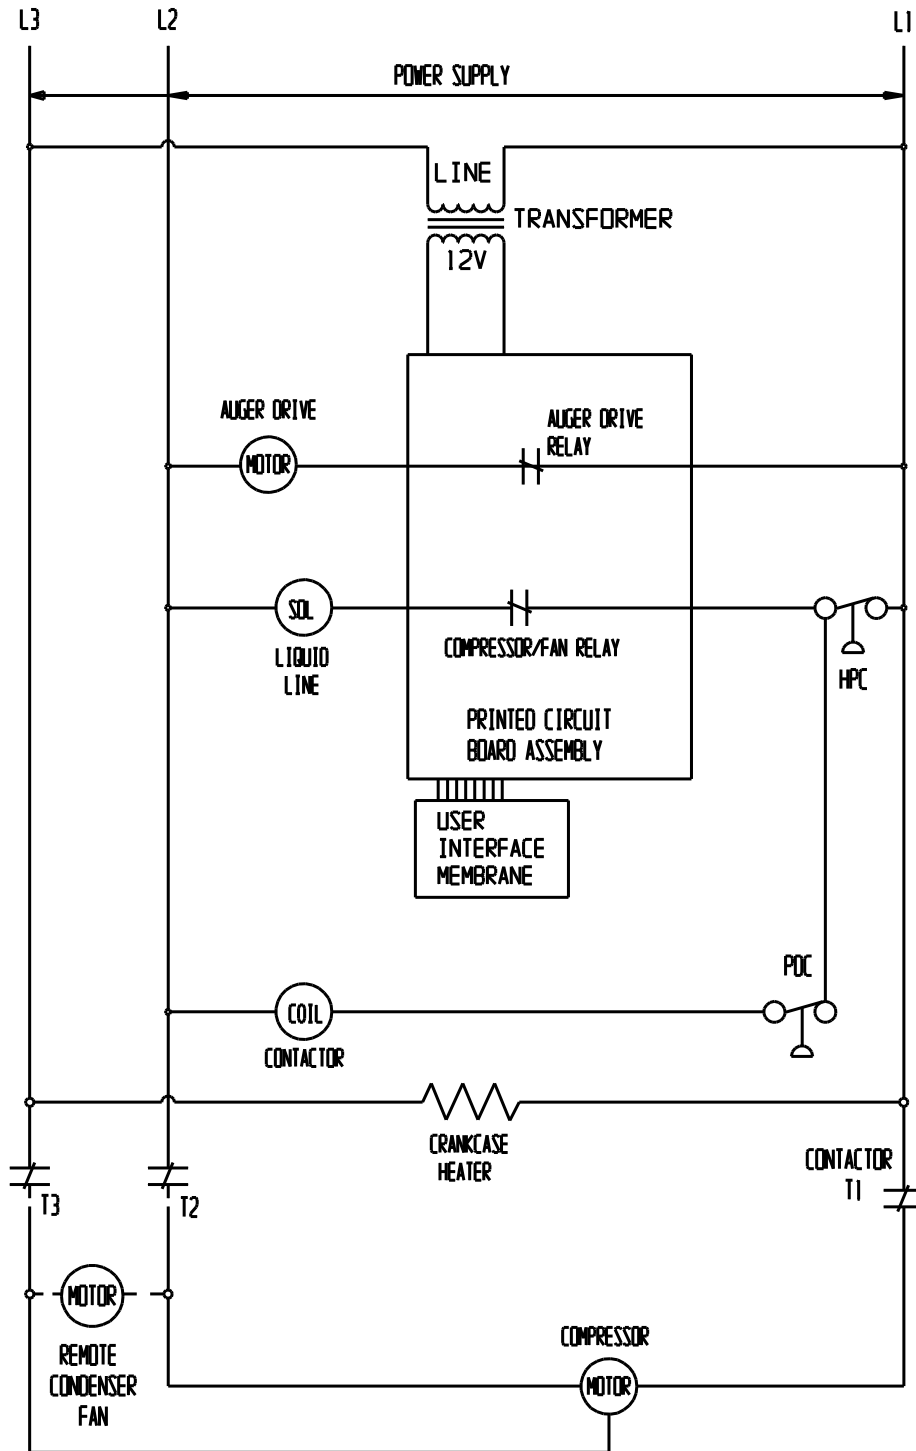 L3
L2
L1
POWER SUPPLY
LINE
TRANSFORMER
12V
AUGER DRIVE
MOTOR
AUGER DRIVE
RELAY
SOL
LIQUID
LINE
COMPRESSOR/FAN RELAY
HPC
PRINTED CIRCUIT
BOARD ASSEMBLY
USER
INTERFACE
MEMBRANE
POC
COIL
CONTACTOR
CRANKCASE
HEATER
CONTACTOR
T1
T3
T2
MOTOR
REMOTE
CONDENSER
FAN
COMPRESSOR
MOTOR